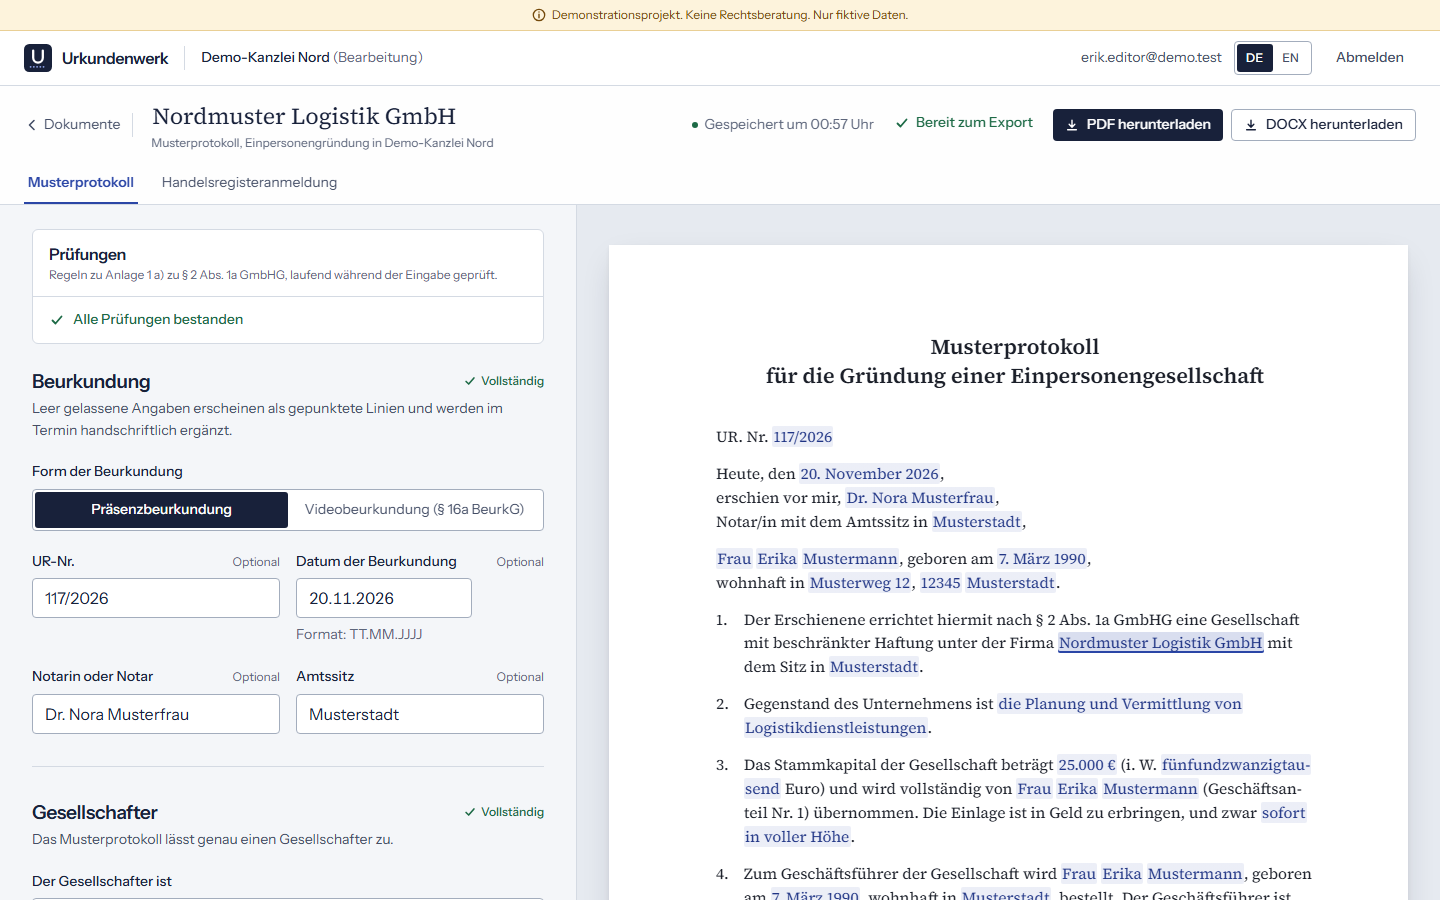 Demonstrationsprojekt. Keine Rechtsberatung. Nur fiktive Daten.
U Urkundenwerk Demo-Kanzlei Nord (Bearbeitung) erik.editor@demo.test DE EN Abmelden
Dokumente Nordmuster Logistik GmbH Gespeichert um 00:57 Uhr Bereit zum Export PDF herunterladen DOCX herunterladen
Musterprotokoll, Einpersonengründung in Demo-Kanzlei Nord
Musterprotokoll Handelsregisteranmeldung
Prüfungen
Regeln zu Anlage 1 a) zu § 2 Abs. 1a GmbHG, laufend während der Eingabe geprüft.
Alle Prüfungen bestanden
Beurkundung Vollständig
Leer gelassene Angaben erscheinen als gepunktete Linien und werden im
Termin handschriftlich ergänzt.
Form der Beurkundung
Präsenzbeurkundung Videobeurkundung (§ 16a BeurkG)
UR-Nr. Optional Datum der Beurkundung Optional
117/2026 20.11.2026
Format: TT.MM.JJJJ
Notarin oder Notar Optional Amtssitz Optional
Dr. Nora Musterfrau Musterstadt
Gesellschafter Vollständig
Das Musterprotokoll lässt genau einen Gesellschafter zu.
Der Gesellschafter ist
Musterprotokoll
für die Gründung einer Einpersonengesellschaft
UR. Nr. 117/2026
Heute, den 20. November 2026,
erschien vor mir, Dr. Nora Musterfrau,
Notar/in mit dem Amtssitz in Musterstadt,
Frau Erika Mustermann, geboren am 7. März 1990,
wohnhaft in Musterweg 12, 12345 Musterstadt.
1. Der Erschienene errichtet hiermit nach § 2 Abs. 1a GmbHG eine Gesellschaft
mit beschränkter Haftung unter der Firma Nordmuster Logistik GmbH mit
dem Sitz in Musterstadt.
2. Gegenstand des Unternehmens ist die Planung und Vermittlung von
Logistikdienstleistungen.
3. Das Stammkapital der Gesellschaft beträgt 25.000 € (i. W. fünfundzwanzigtau-
send Euro) und wird vollständig von Frau Erika Mustermann (Geschäftsan-
teil Nr. 1) übernommen. Die Einlage ist in Geld zu erbringen, und zwar sofort
in voller Höhe.
4. Zum Geschäftsführer der Gesellschaft wird Frau Erika Mustermann, geboren
am 7. März 1990, wohnhaft in Musterstadt, bestellt. Der Geschäftsführer ist